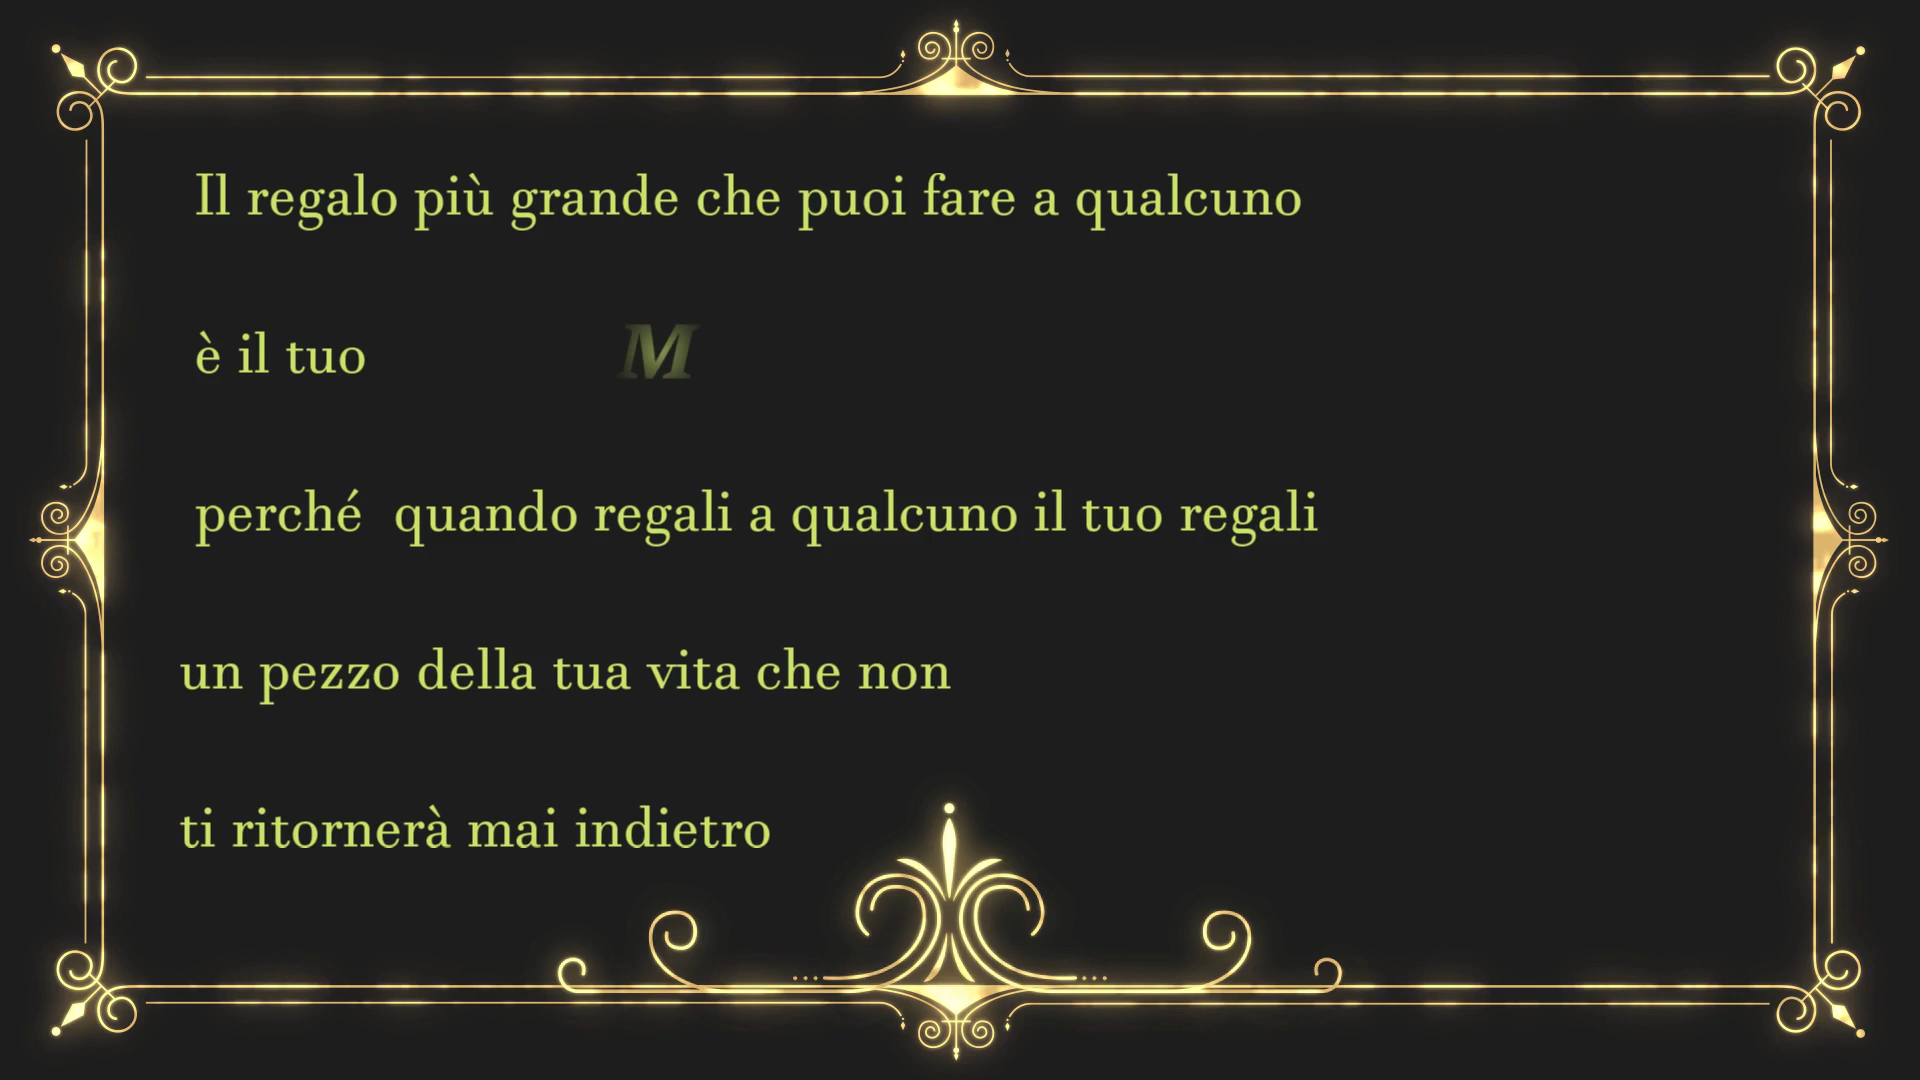 Il regalo più grande che puoi fare a qualcuno
è il tuo M
perché quando regali a qualcuno il tuo regali
un pezzo della tua vita che non
ti ritornerà mai indietro